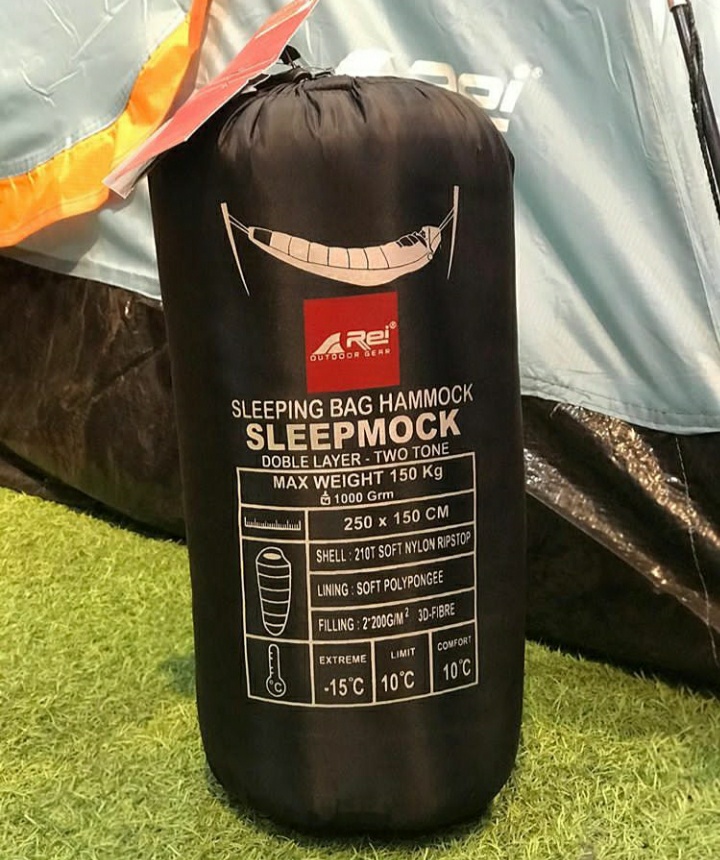 Rei®
Rei®
OUTDOOR GEAR
SLEEPING BAG HAMMOCK
SLEEPMOCK
DOBLE LAYER - TWO TONE
MAX WEIGHT 150 Kg
1000 Grm
250 x 150 CM
SHELL : 210T SOFT NYLON RIPSTOP
LINING : SOFT POLYPONGEE
FILLING : 2*200G/M² 3D-FIBRE
°C
EXTREME
-15°C
LIMIT
10°C
COMFORT
10°C